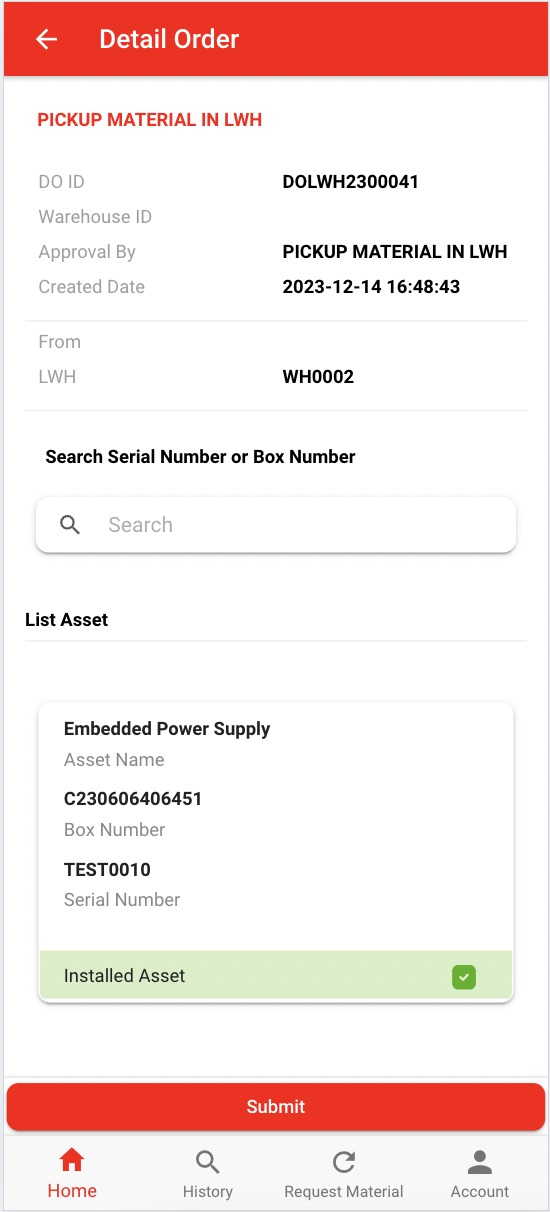 Detail Order
PICKUP MATERIAL IN LWH
DO ID DOLWH2300041
Warehouse ID
Approval By PICKUP MATERIAL IN LWH
Created Date 2023-12-14 16:48:43
From
LWH WH0002
Search Serial Number or Box Number
Search
List Asset
Embedded Power Supply
Asset Name
C230606406451
Box Number
TEST0010
Serial Number
Installed Asset
Submit
Home History Request Material Account